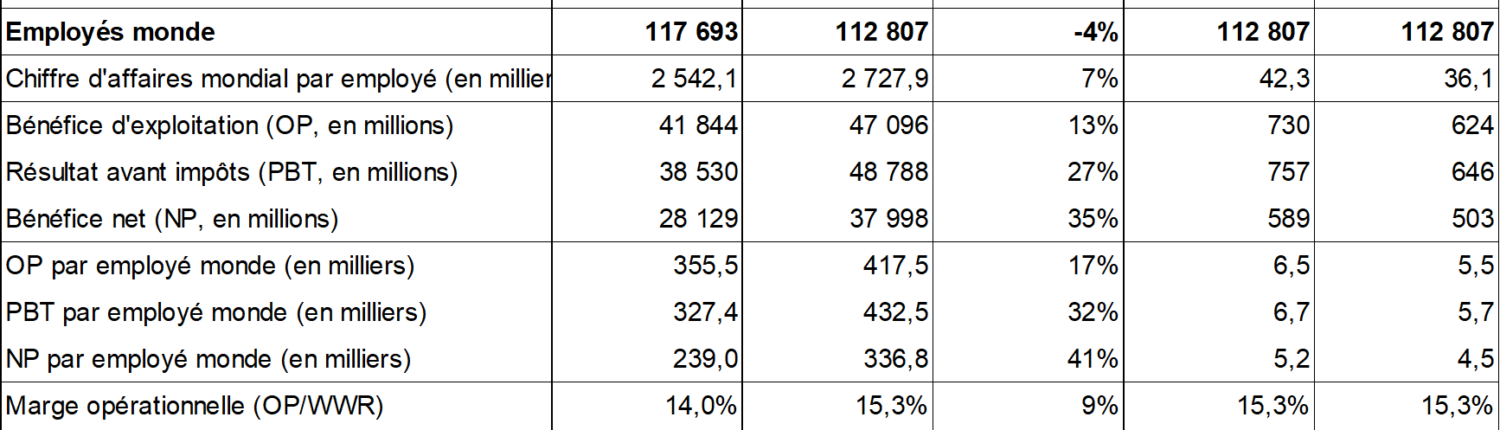 Employés monde 117 693 112 807 -4% 112 807 112 807
Chiffre d'affaires mondial par employé (en millier 2 542,1 2 727,9 7% 42,3 36,1
Bénéfice d'exploitation (OP, en millions) 41 844 47 096 13% 730 624
Résultat avant impôts (PBT, en millions) 38 530 48 788 27% 757 646
Bénéfice net (NP, en millions) 28 129 37 998 35% 589 503
OP par employé monde (en milliers) 355,5 417,5 17% 6,5 5,5
PBT par employé monde (en milliers) 327,4 432,5 32% 6,7 5,7
NP par employé monde (en milliers) 239,0 336,8 41% 5,2 4,5
Marge opérationnelle (OP/WWR) 14,0% 15,3% 9% 15,3% 15,3%